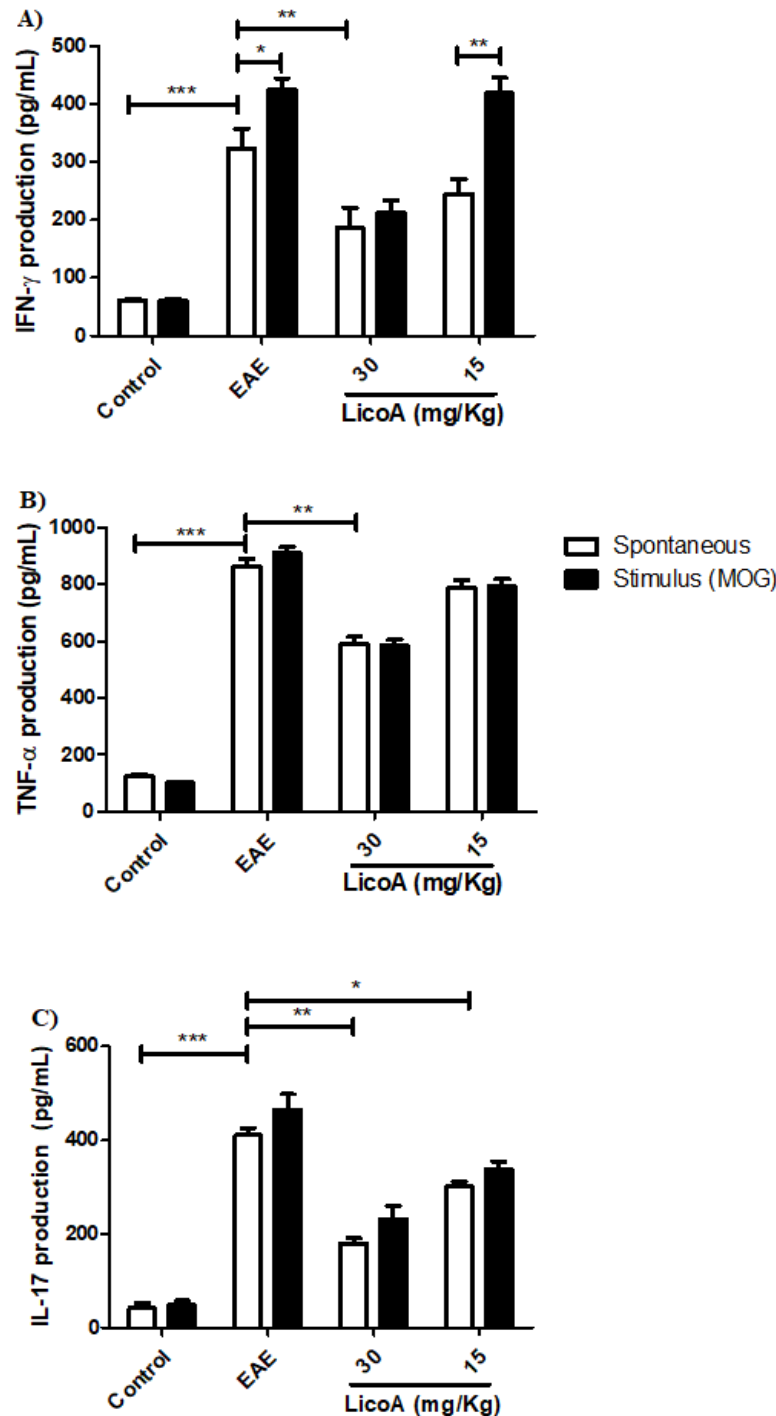 A)
**
*
**
***
500
400
300
200
100
0
IFN-γ production (pg/mL)
Control
EAE
30
15
LicoA (mg/Kg)
B)
***
**
1000
800
600
400
200
0
TNF-α production (pg/mL)
Spontaneous
Stimulus (MOG)
Control
EAE
30
15
LicoA (mg/Kg)
*
C)
**
***
600
400
200
0
IL-17 production (pg/mL)
Control
EAE
30
15
LicoA (mg/Kg)